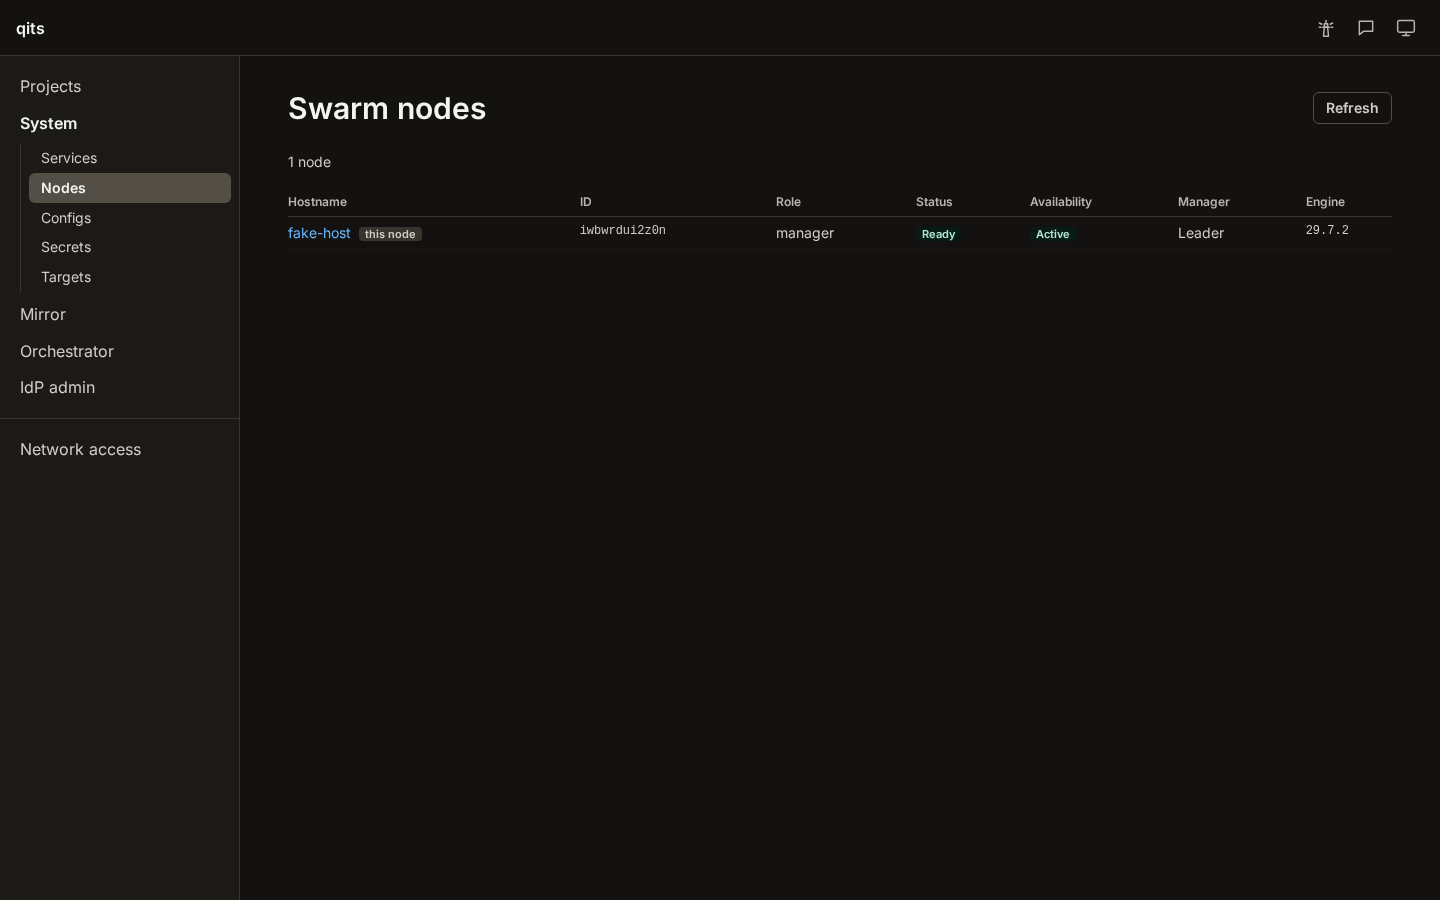 qits
Projects
System
Services
Nodes
Configs
Secrets
Targets
Mirror
Orchestrator
IdP admin
Network access
Swarm nodes
Refresh
1 node
Hostname ID Role Status Availability Manager Engine
fake-host this node iwbwrdui2z0n manager Ready Active Leader 29.7.2